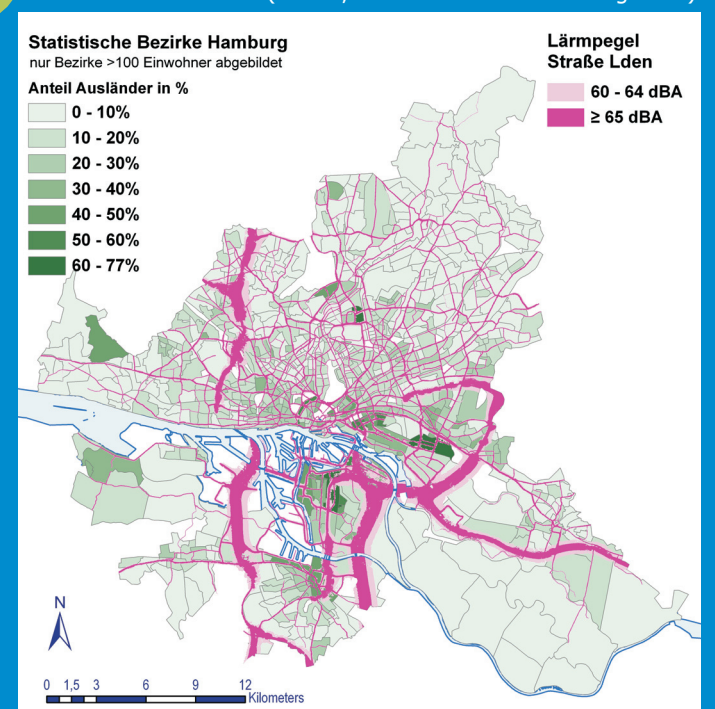 Statistische Bezirke Hamburg
nur Bezirke >100 Einwohner abgebildet
Anteil Ausländer in %
0 - 10%
10 - 20%
20 - 30%
30 - 40%
40 - 50%
50 - 60%
60 - 77%
Lärmpegel
Straße Lden
60 - 64 dBA
≥ 65 dBA
N
0 1,5 3 6 9 12
Kilometers